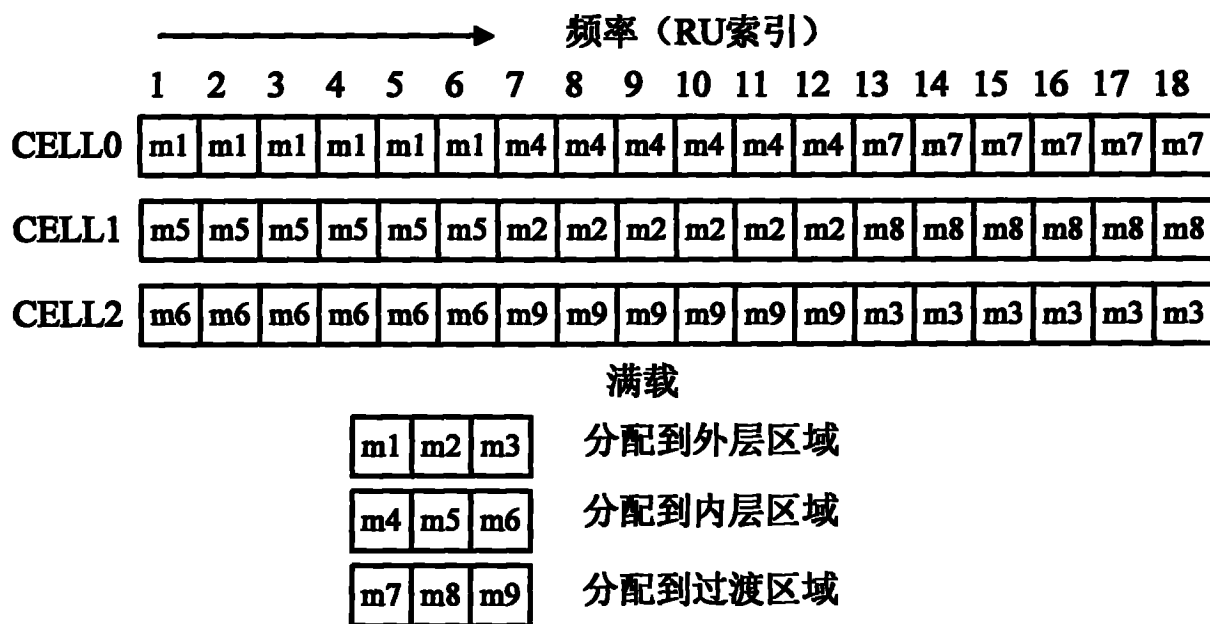 频率（RU索引）
1 2 3 4 5 6 7 8 9 10 11 12 13 14 15 16 17 18
CELL0 m1 m1 m1 m1 m1 m1 m4 m4 m4 m4 m4 m4 m7 m7 m7 m7 m7 m7
CELL1 m5 m5 m5 m5 m5 m5 m2 m2 m2 m2 m2 m2 m8 m8 m8 m8 m8 m8
CELL2 m6 m6 m6 m6 m6 m6 m9 m9 m9 m9 m9 m9 m3 m3 m3 m3 m3 m3
满载
m1 m2 m3 分配到外层区域
m4 m5 m6 分配到内层区域
m7 m8 m9 分配到过渡区域